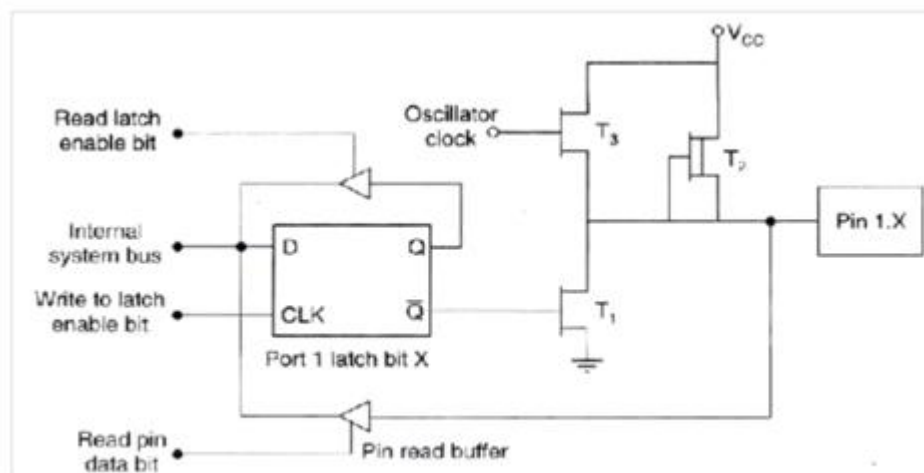 VCC
Read latch
enable bit
Oscillator
clock
T3
T2
Internal
system bus
D
Q
Pin 1.X
Write to latch
enable bit
CLK
Q̅
T1
Port 1 latch bit X
Read pin
data bit
Pin read buffer